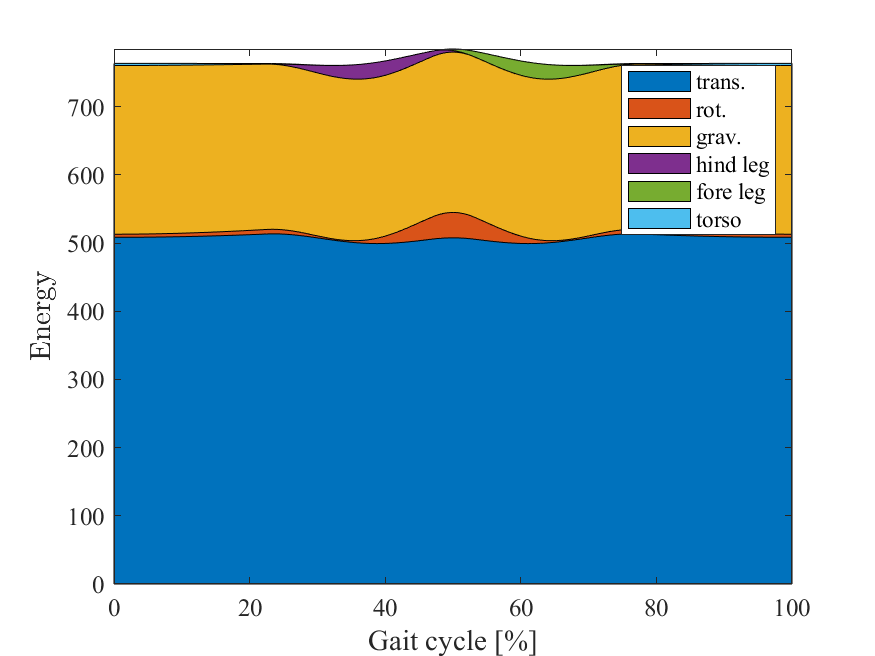 700
600
500
400
300
200
100
0
Energy
trans.
rot.
grav.
hind leg
fore leg
torso
0 20 40 60 80 100
Gait cycle [%]